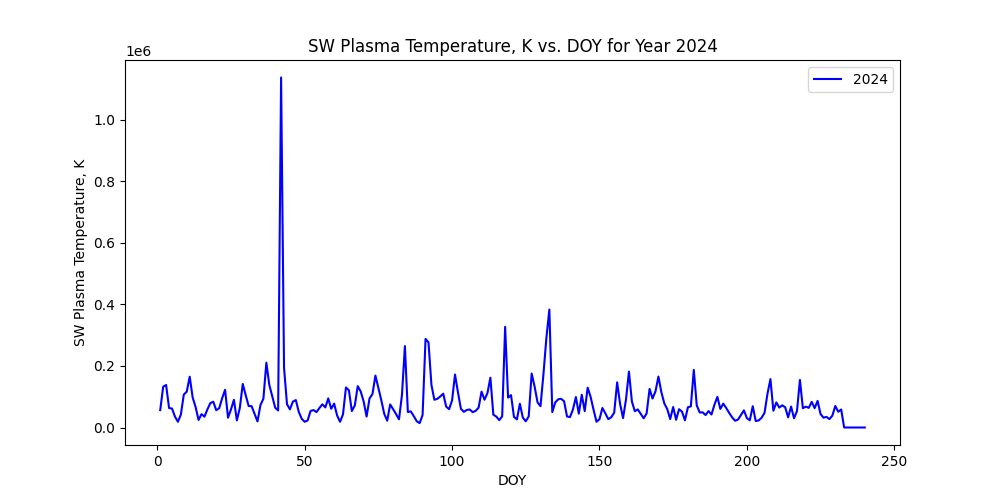 SW Plasma Temperature, K vs. DOY for Year 2024
1e6
2024
1.0
0.8
0.6
0.4
0.2
0.0
SW Plasma Temperature, K
0 50 100 150 200 250
DOY